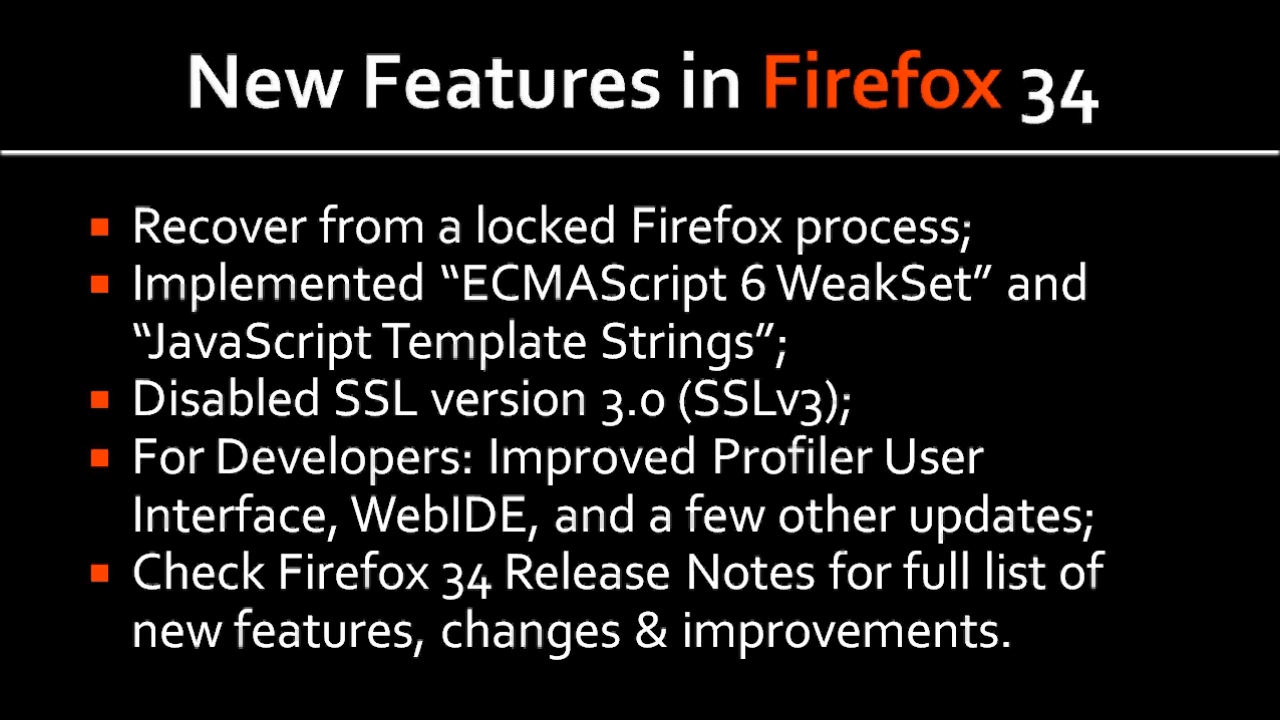 New Features in Firefox 34
Recover from a locked Firefox process;
Implemented “ECMAScript 6 WeakSet” and
“JavaScript Template Strings”;
Disabled SSL version 3.0 (SSLv3);
For Developers: Improved Profiler User
Interface, WebIDE, and a few other updates;
Check Firefox 34 Release Notes for full list of
new features, changes & improvements.